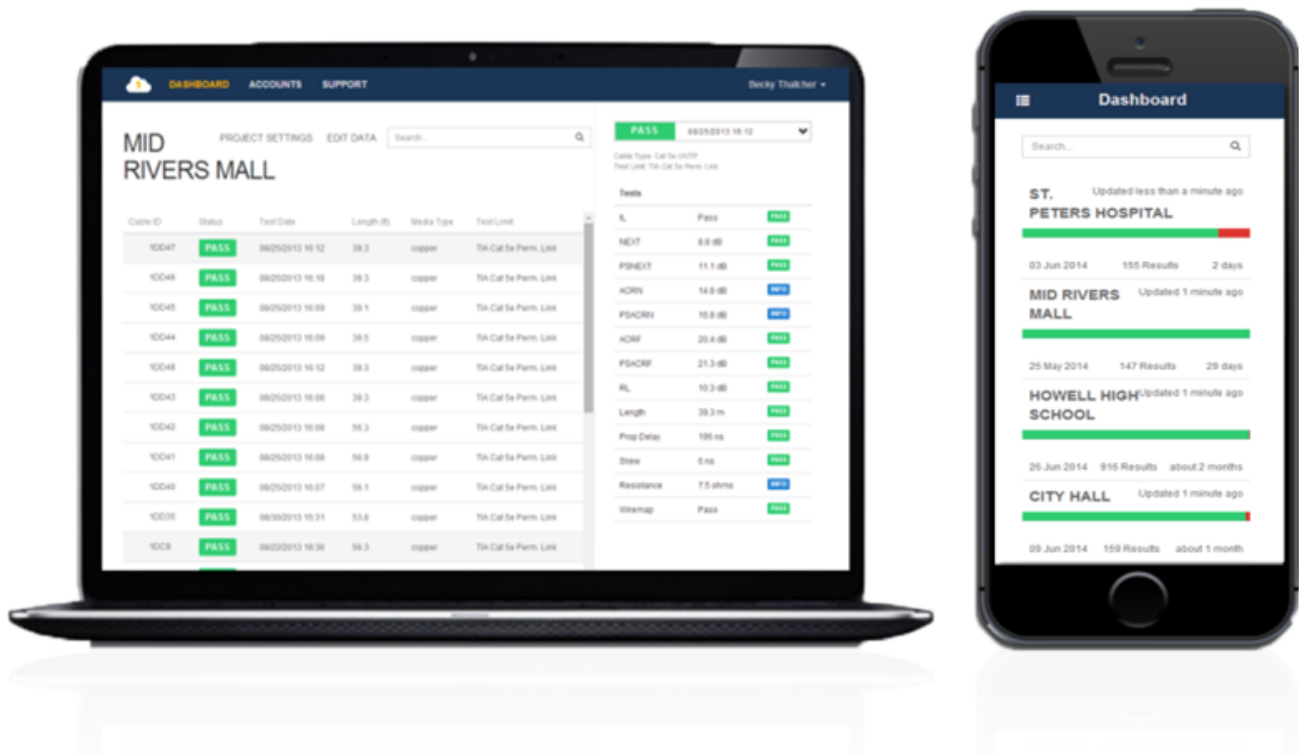 DASHBOARD ACCOUNTS SUPPORT Becky Thatcher
MID
RIVERS MALL
PROJECT SETTINGS EDIT DATA Search...
Cable ID Status Test Date Length (ft) Media Type Test Limit
1DD47 PASS 08/25/2013 16:12 39.3 copper TIA Cat 5e Perm. Link
1DD46 PASS 08/25/2013 16:16 39.3 copper TIA Cat 5e Perm. Link
1DD45 PASS 08/25/2013 16:09 39.1 copper TIA Cat 5e Perm. Link
1DD44 PASS 08/25/2013 16:09 39.5 copper TIA Cat 5e Perm. Link
1DD48 PASS 08/25/2013 16:12 39.3 copper TIA Cat 5e Perm. Link
1DD43 PASS 08/25/2013 16:08 39.3 copper TIA Cat 5e Perm. Link
1DD42 PASS 08/25/2013 16:08 56.3 copper TIA Cat 5e Perm. Link
1DD41 PASS 08/25/2013 16:08 56.9 copper TIA Cat 5e Perm. Link
1DD40 PASS 08/25/2013 16:07 56.1 copper TIA Cat 5e Perm. Link
1DD35 PASS 08/30/2013 15:31 53.8 copper TIA Cat 5e Perm. Link
1DC9 PASS 08/22/2013 18:36 56.3 copper TIA Cat 5e Perm. Link
PASS 08/25/2013 16:12
Cable Type: Cat 5e U/UTP
Test Limit: TIA Cat 5e Perm. Link
Tests
IL Pass PASS
NEXT 8.8 dB PASS
PSNEXT 11.1 dB PASS
ACRN 14.8 dB INFO
PSACRN 16.8 dB INFO
ACRF 20.4 dB PASS
PSACRF 21.3 dB PASS
RL 10.3 dB PASS
Length 39.3 m PASS
Prop Delay 196 ns PASS
Skew 6 ns PASS
Resistance 7.5 ohms INFO
Wiremap Pass PASS
Dashboard
Search...
ST. Updated less than a minute ago
PETERS HOSPITAL
03 Jun 2014 155 Results 2 days
MID RIVERS Updated 1 minute ago
MALL
25 May 2014 147 Results 29 days
HOWELL HIGH Updated 1 minute ago
SCHOOL
26 Jun 2014 916 Results about 2 months
CITY HALL Updated 1 minute ago
09 Jun 2014 159 Results about 1 month